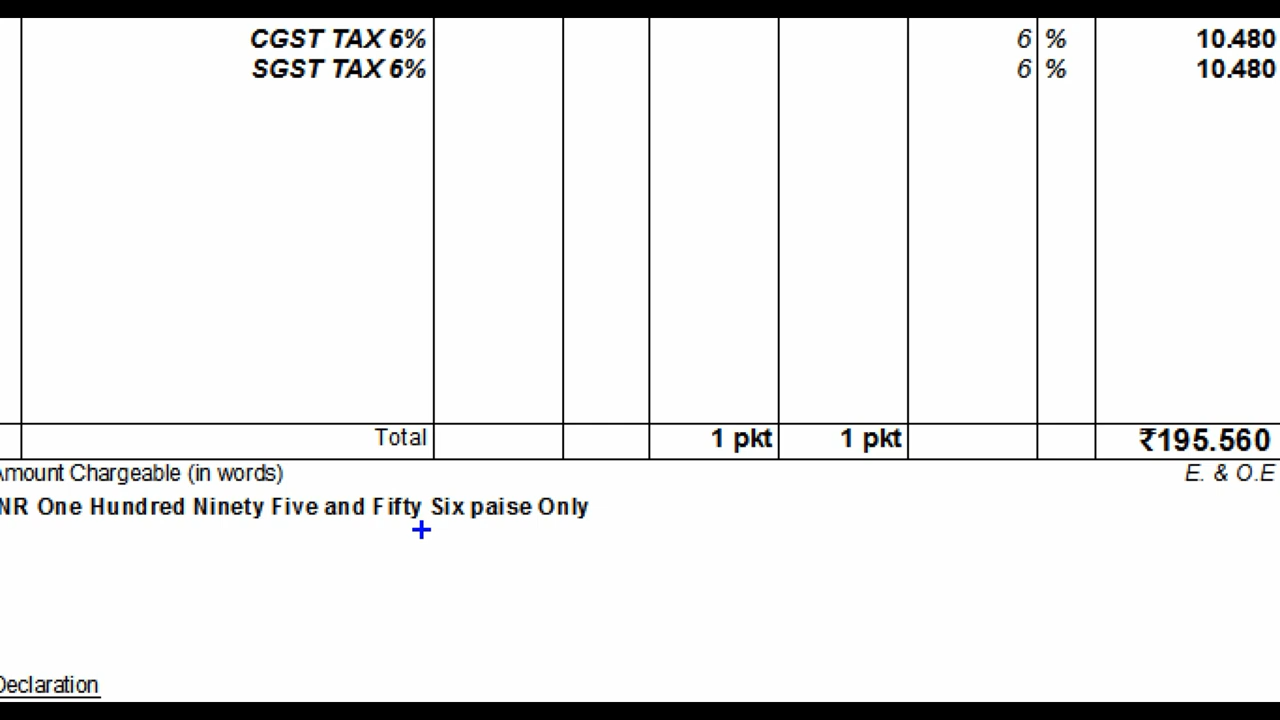 CGST TAX 6% 6 % 10.480
SGST TAX 6% 6 % 10.480
Total 1 pkt 1 pkt ₹195.560
Amount Chargeable (in words) E. & O.E
NR One Hundred Ninety Five and Fifty Six paise Only
Declaration